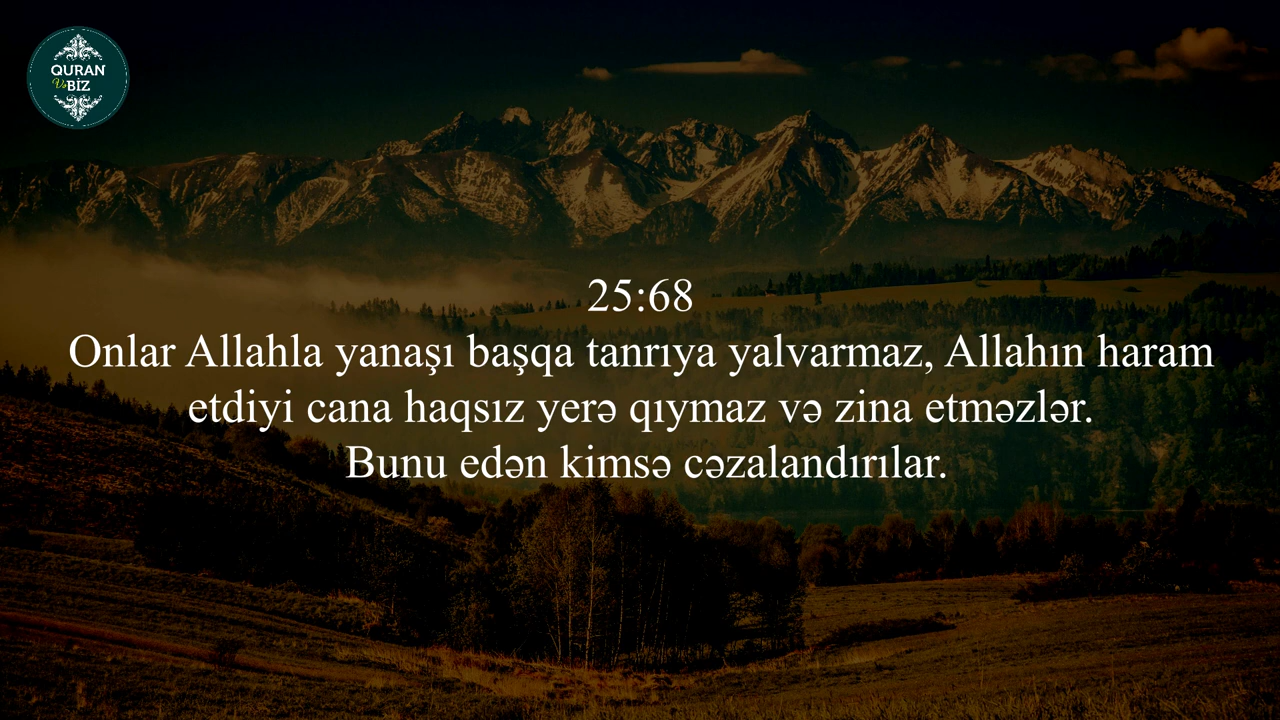 QURAN
Və BİZ
25:68
Onlar Allahla yanaşı başqa tanrıya yalvarmaz, Allahın haram
etdiyi cana haqsız yerə qıymaz və zina etməzlər.
Bunu edən kimsə cəzalandırılar.